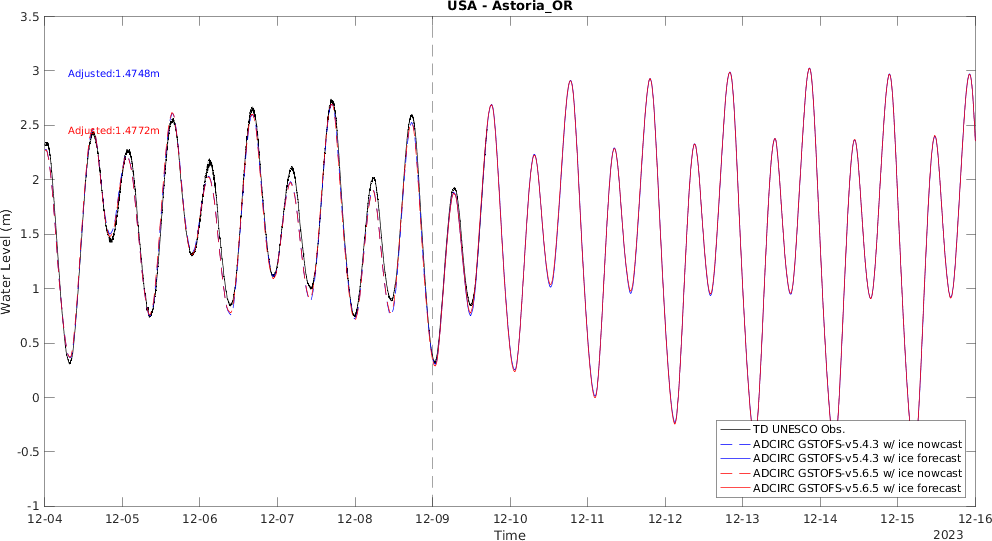 USA - Astoria_OR
3.5
3
2.5
2
1.5
1
0.5
0
-0.5
-1
Water Level (m)
Adjusted:1.4748m
Adjusted:1.4772m
TD UNESCO Obs.
ADCIRC GSTOFS-v5.4.3 w/ ice nowcast
ADCIRC GSTOFS-v5.4.3 w/ ice forecast
ADCIRC GSTOFS-v5.6.5 w/ ice nowcast
ADCIRC GSTOFS-v5.6.5 w/ ice forecast
12-04 12-05 12-06 12-07 12-08 12-09 12-10 12-11 12-12 12-13 12-14 12-15 12-16
Time
2023